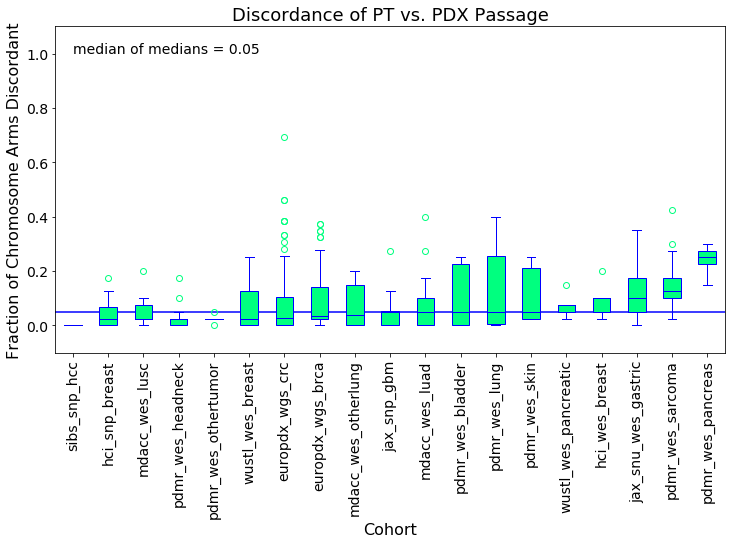 Discordance of PT vs. PDX Passage
median of medians = 0.05
Fraction of Chromosome Arms Discordant
1.0
0.8
0.6
0.4
0.2
0.0
sibs_snp_hcc
hci_snp_breast
mdacc_wes_lusc
pdmr_wes_headneck
pdmr_wes_othertumor
wustl_wes_breast
europdx_wgs_crc
europdx_wgs_brca
mdacc_wes_otherlung
jax_snp_gbm
mdacc_wes_luad
pdmr_wes_bladder
pdmr_wes_lung
pdmr_wes_skin
wustl_wes_pancreatic
hci_wes_breast
jax_snu_wes_gastric
pdmr_wes_sarcoma
pdmr_wes_pancreas
Cohort